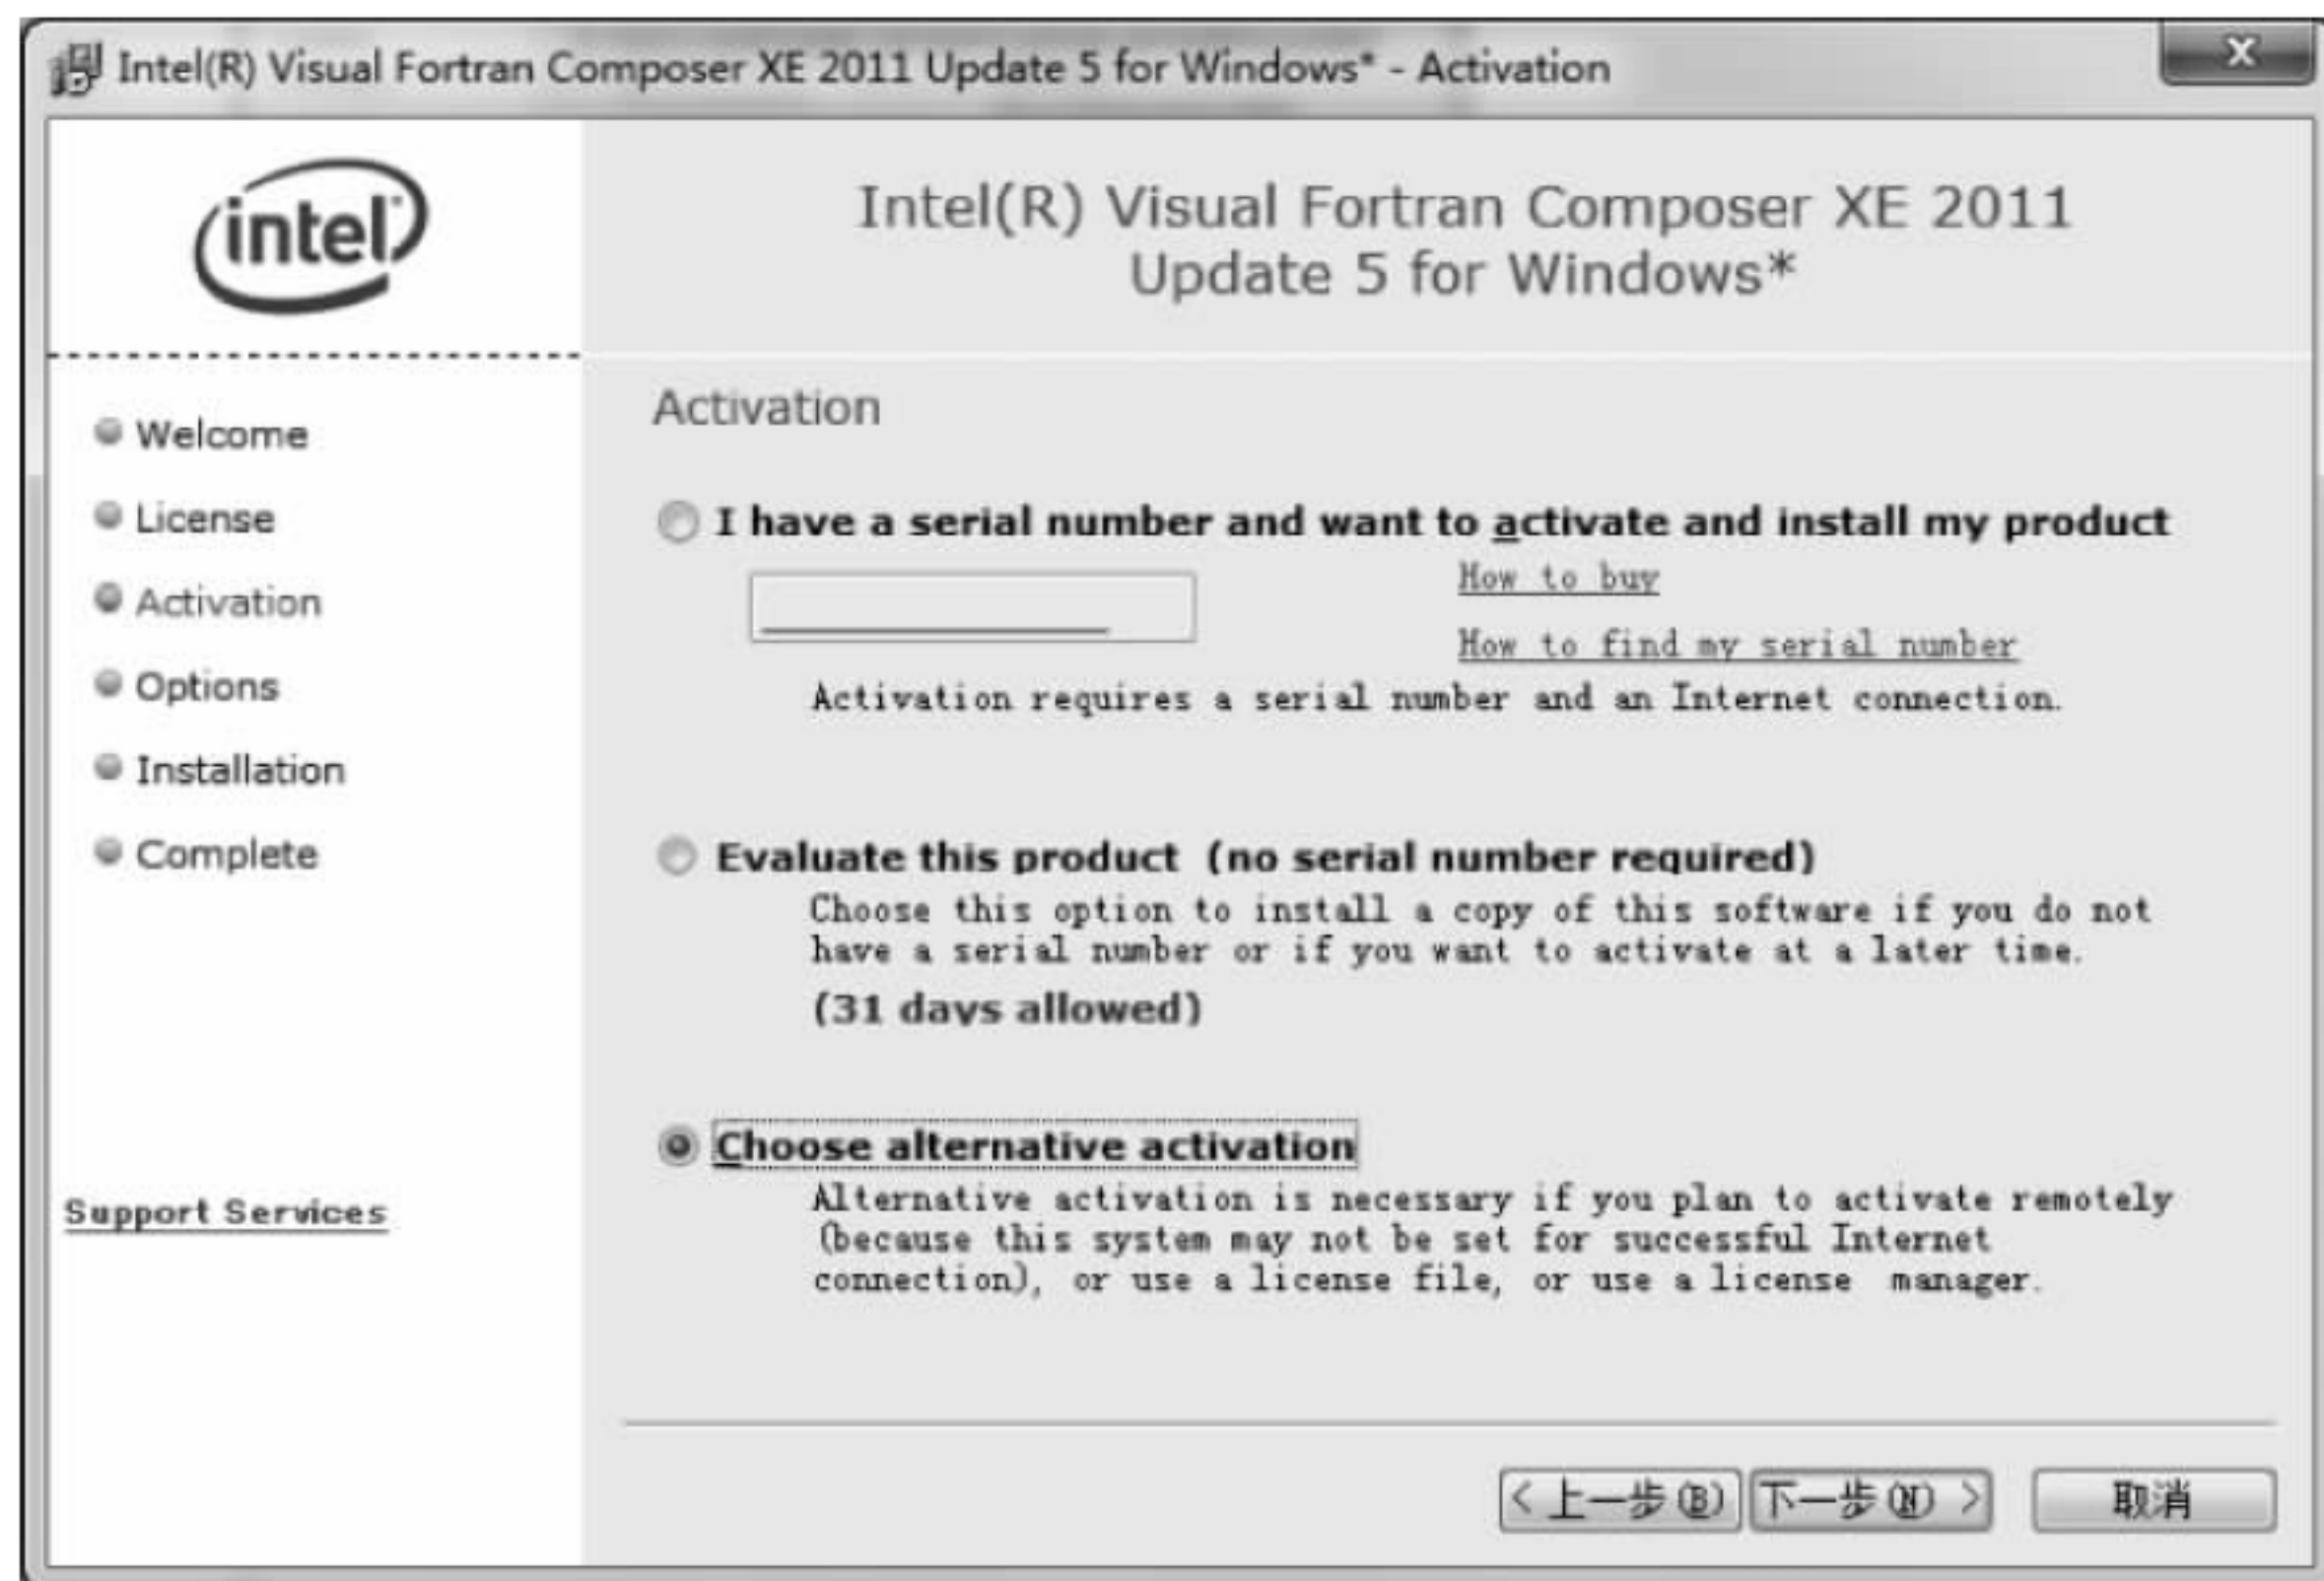 Intel(R) Visual Fortran Composer XE 2011 Update 5 for Windows* - Activation
intel
Intel(R) Visual Fortran Composer XE 2011
Update 5 for Windows*
Welcome
License
Activation
Options
Installation
Complete
Support Services
Activation
I have a serial number and want to activate and install my product
How to buy
How to find my serial number
Activation requires a serial number and an Internet connection.
Evaluate this product (no serial number required)
Choose this option to install a copy of this software if you do not
have a serial number or if you want to activate at a later time.
(31 days allowed)
Choose alternative activation
Alternative activation is necessary if you plan to activate remotely
(because this system may not be set for successful Internet
connection), or use a license file, or use a license manager.
< 上一步(B) 下一步(N) > 取消